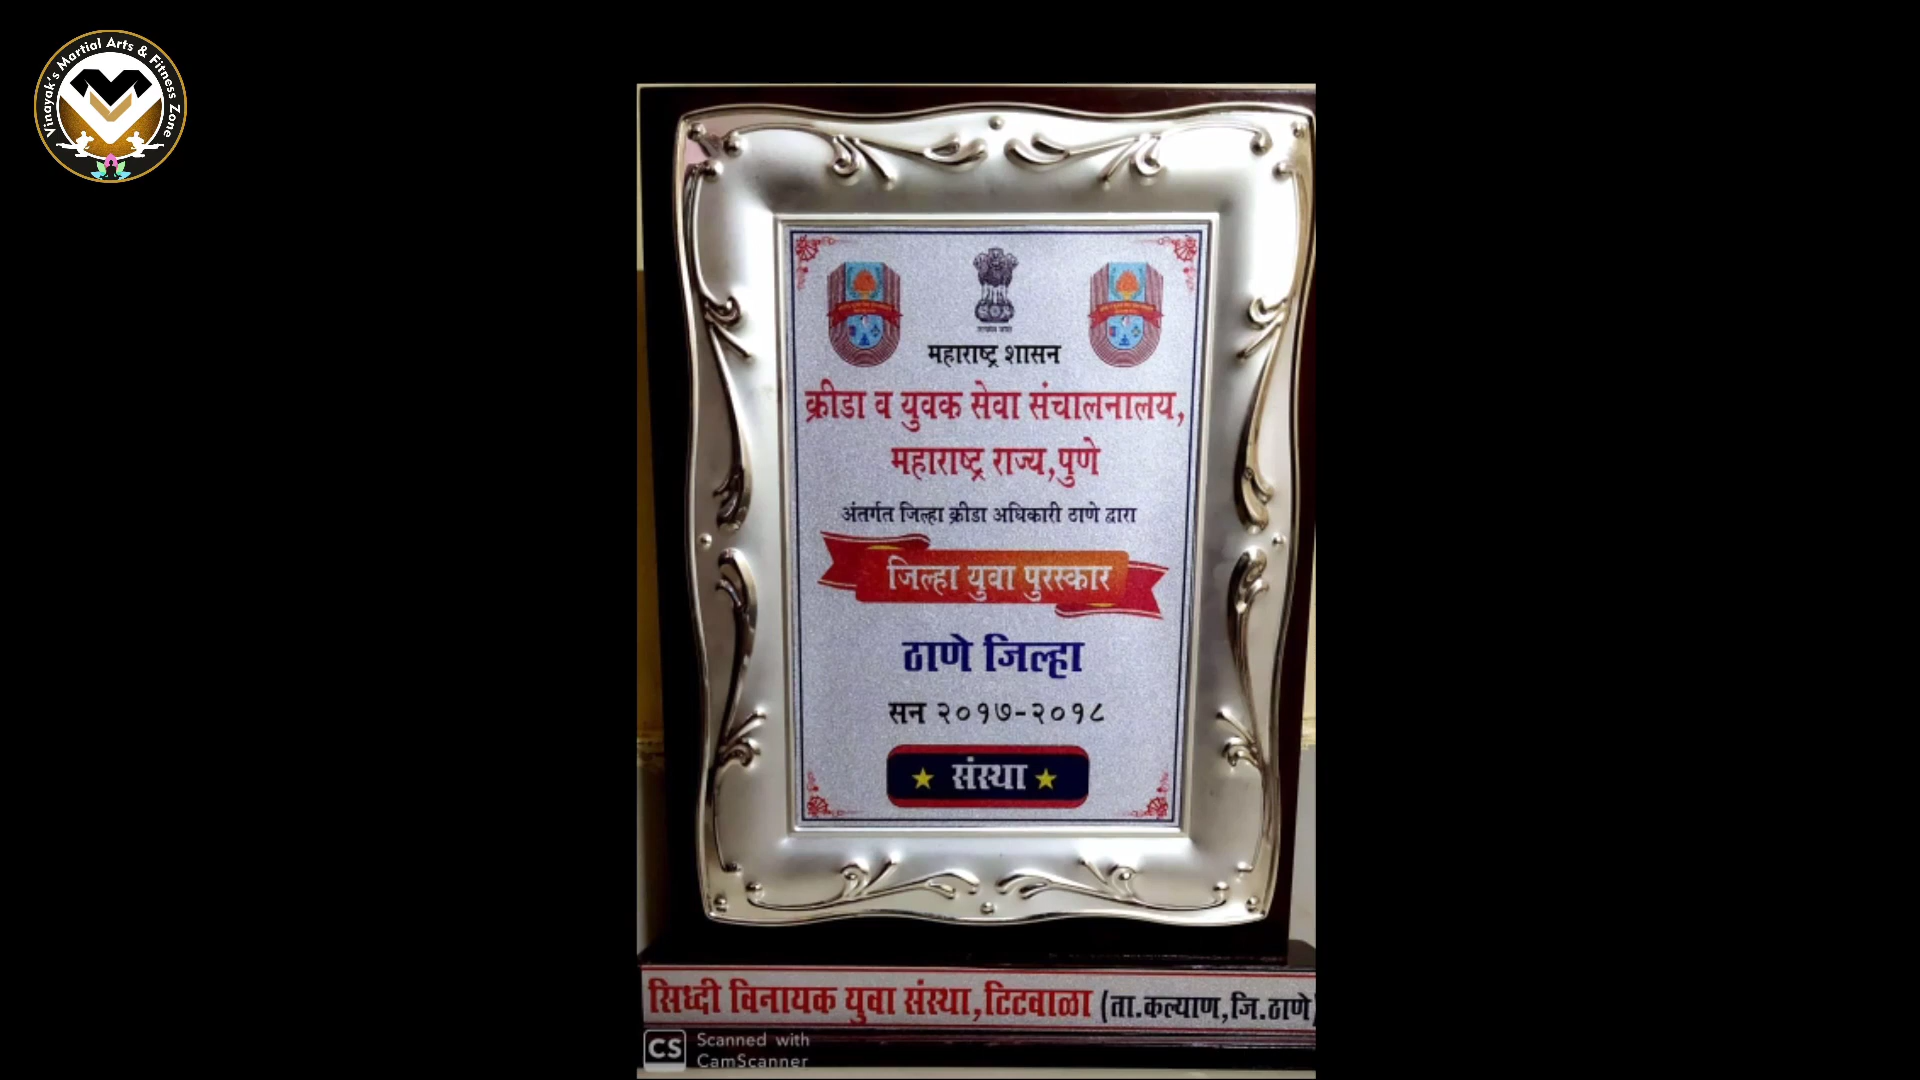 Vinayak's Martial Arts & Fitness Zone
महाराष्ट्र शासन
क्रीडा व युवक सेवा संचालनालय,
महाराष्ट्र राज्य,पुणे
अंतर्गत जिल्हा क्रीडा अधिकारी ठाणे द्वारा
जिल्हा युवा पुरस्कार
ठाणे जिल्हा
सन २०१७-२०१८
संस्था
सिध्दी विनायक युवा संस्था,टिटवाळा (ता.कल्याण,जि.ठाणे)
CS Scanned with
CamScanner